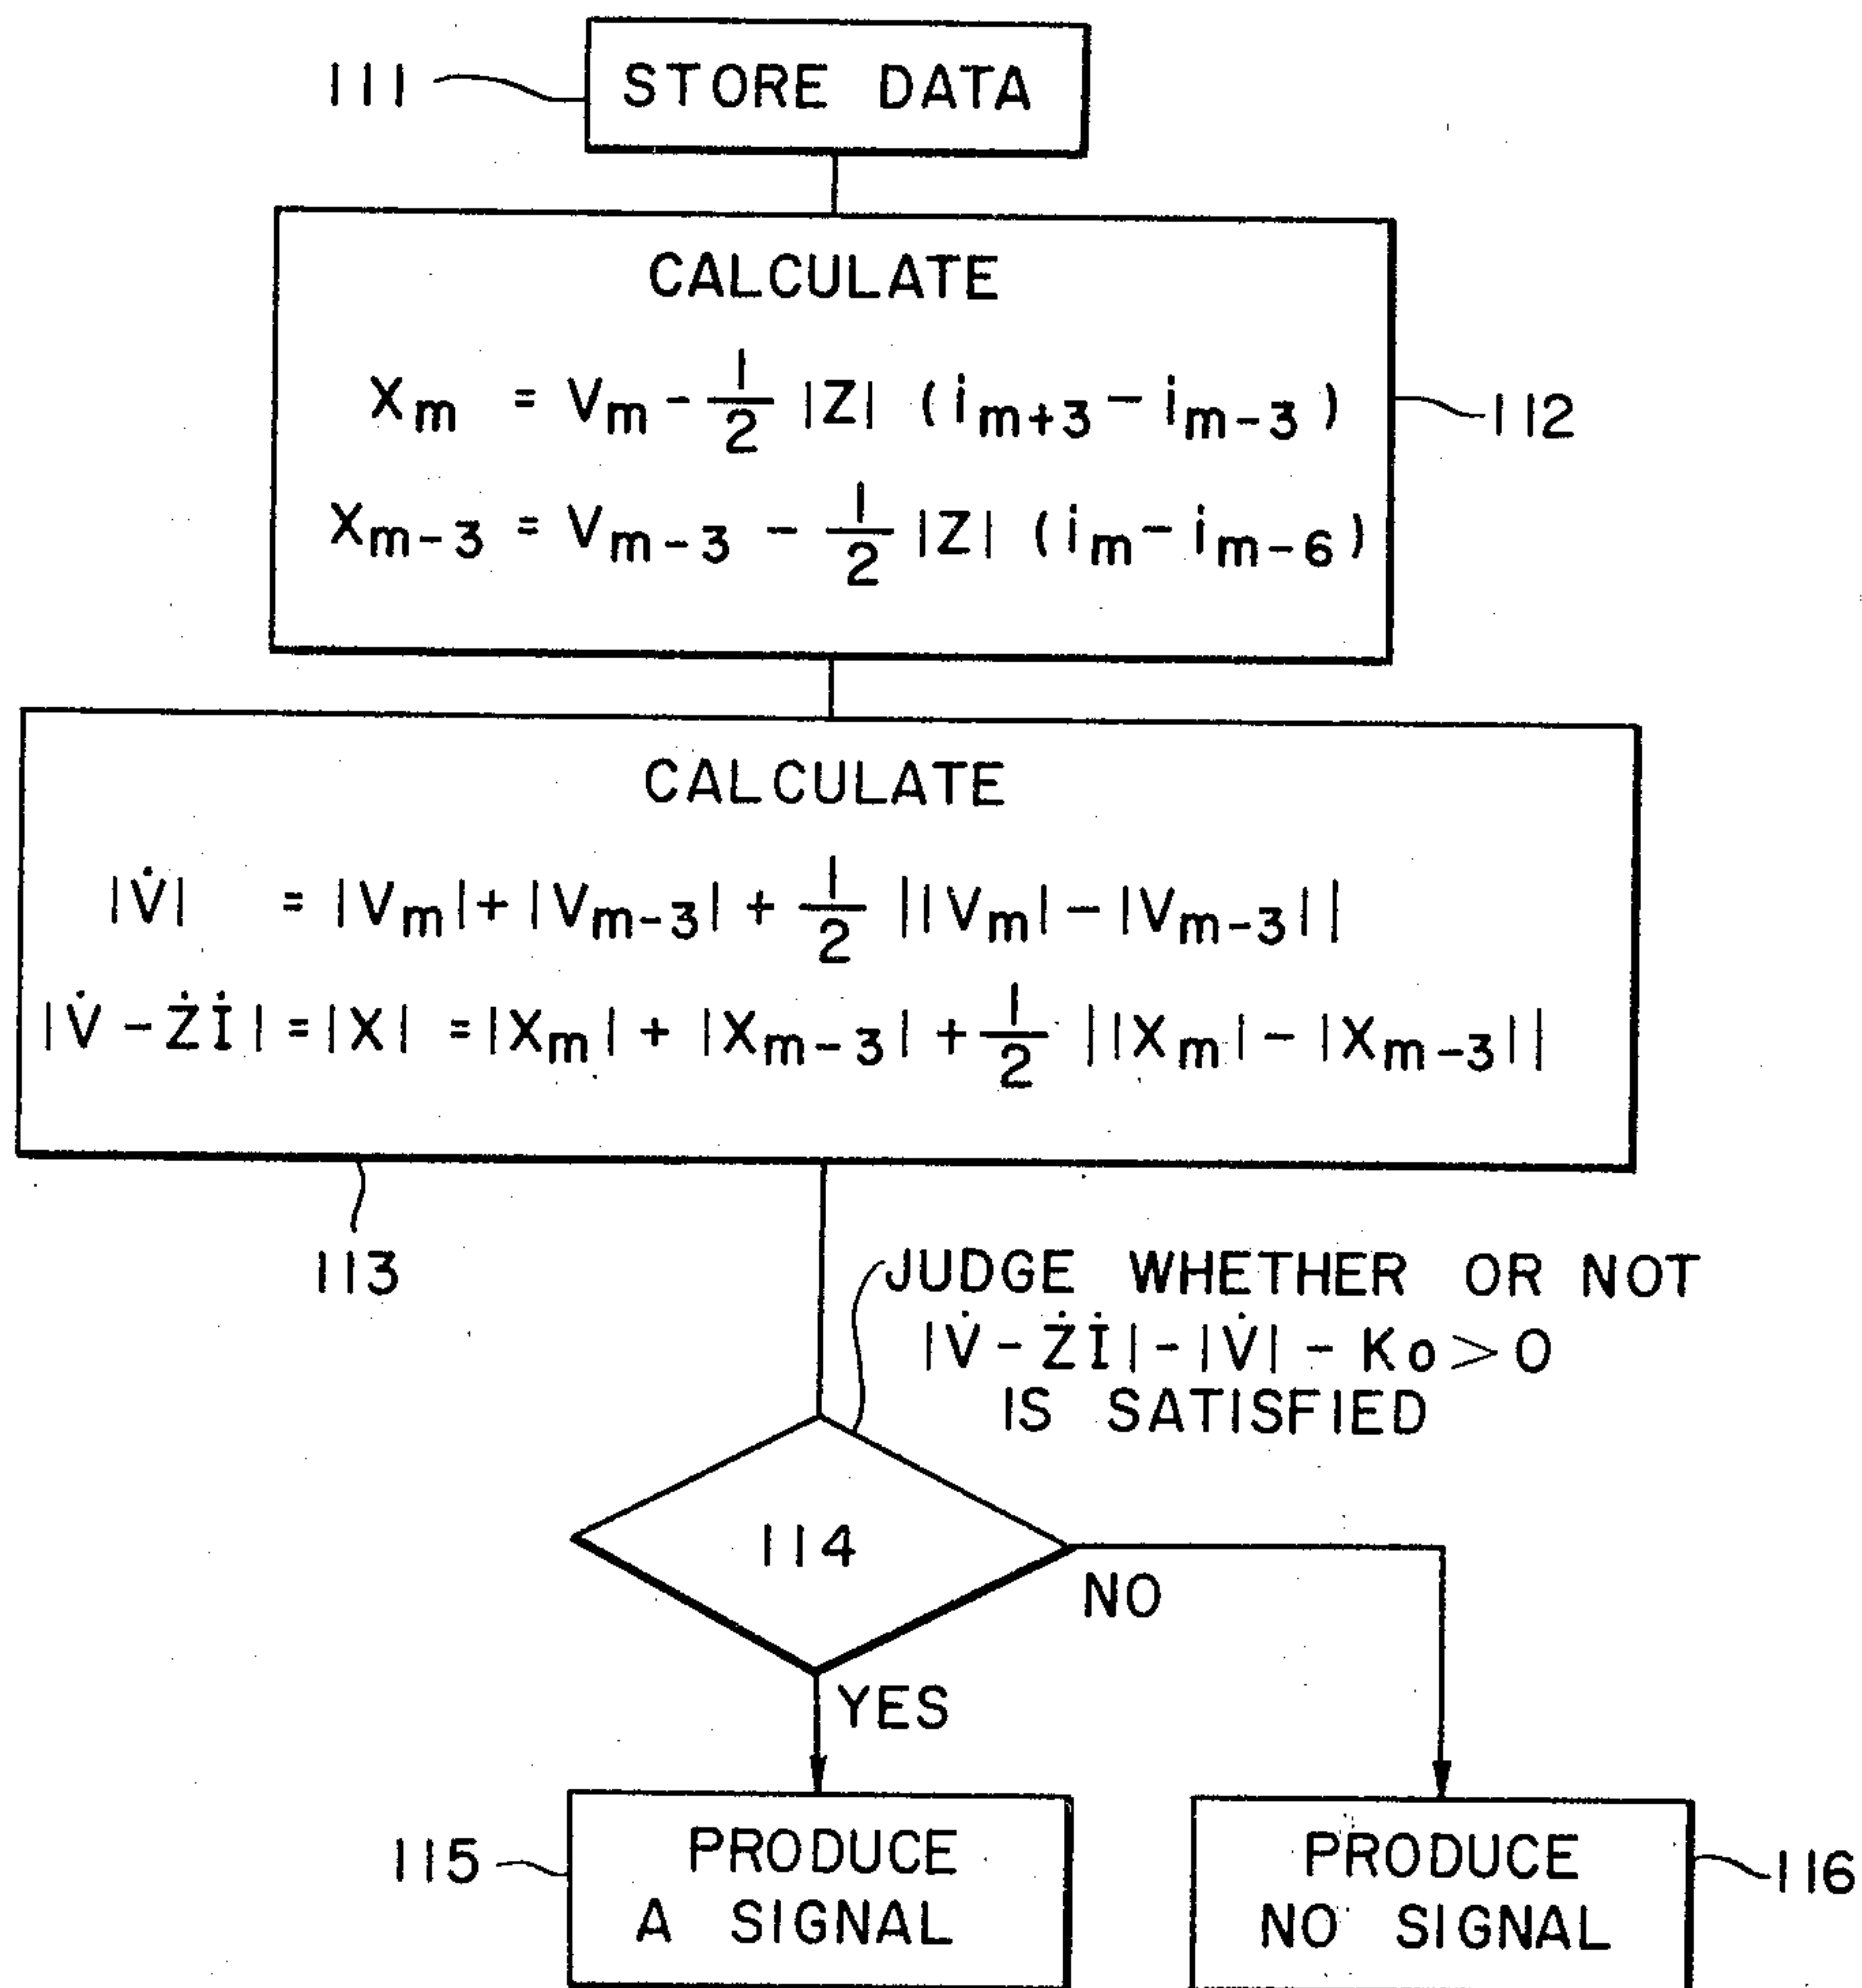 111
STORE DATA
CALCULATE
Xm = Vm - 1/2 |Z| (im+3 - im-3)
112
Xm-3 = Vm-3 - 1/2 |Z| (im - im-6)
CALCULATE
|V̇| = |Vm| + |Vm-3| + 1/2 ||Vm| - |Vm-3||
|V̇ - Żİ| = |X| = |Xm| + |Xm-3| + 1/2 ||Xm| - |Xm-3||
113
JUDGE WHETHER OR NOT
|V̇ - Żİ| - |V̇| - Ko > 0
IS SATISFIED
114
NO
YES
115
PRODUCE
A SIGNAL
PRODUCE
NO SIGNAL
116